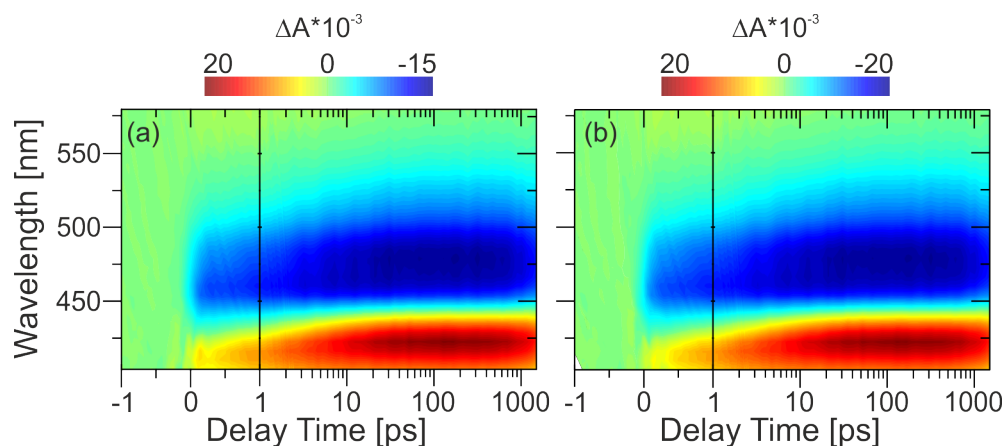 ΔA*10⁻³
20 0 -15
ΔA*10⁻³
20 0 -20
(a)
(b)
Wavelength [nm]
550
500
450
-1 0 1 10 100 1000
-1 0 1 10 100 1000
Delay Time [ps]
Delay Time [ps]